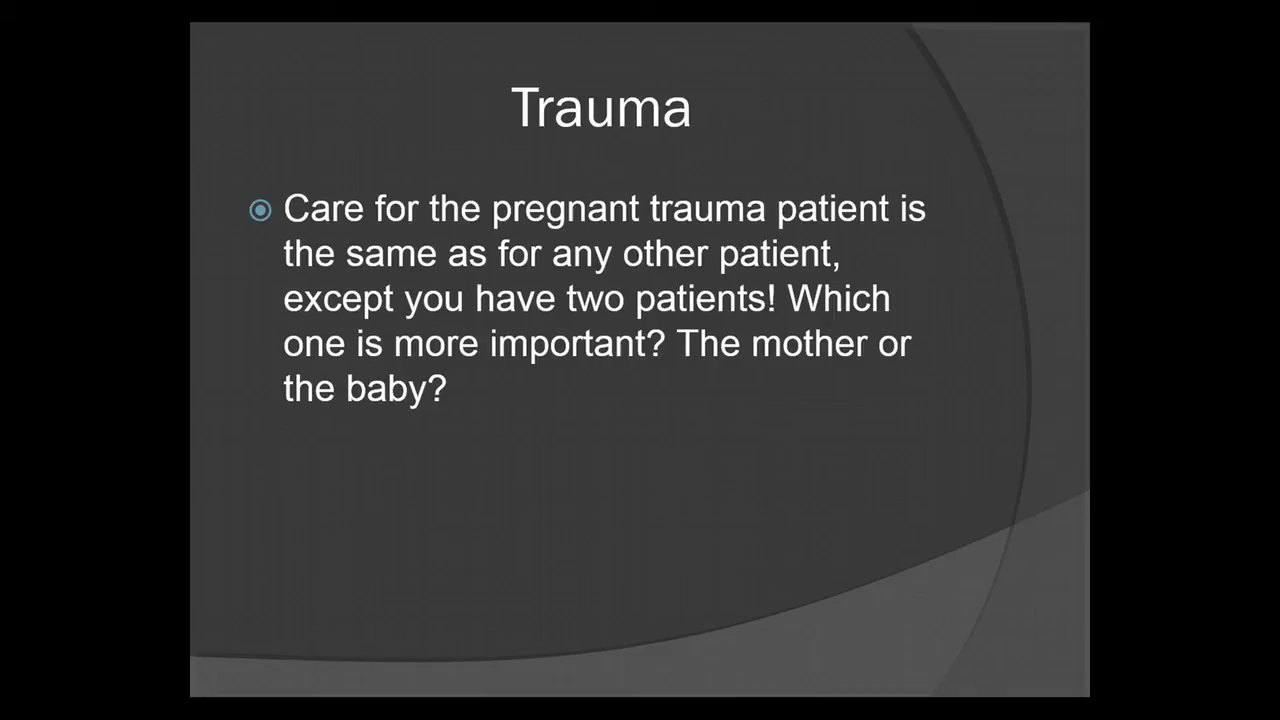 Trauma
Care for the pregnant trauma patient is
the same as for any other patient,
except you have two patients! Which
one is more important? The mother or
the baby?